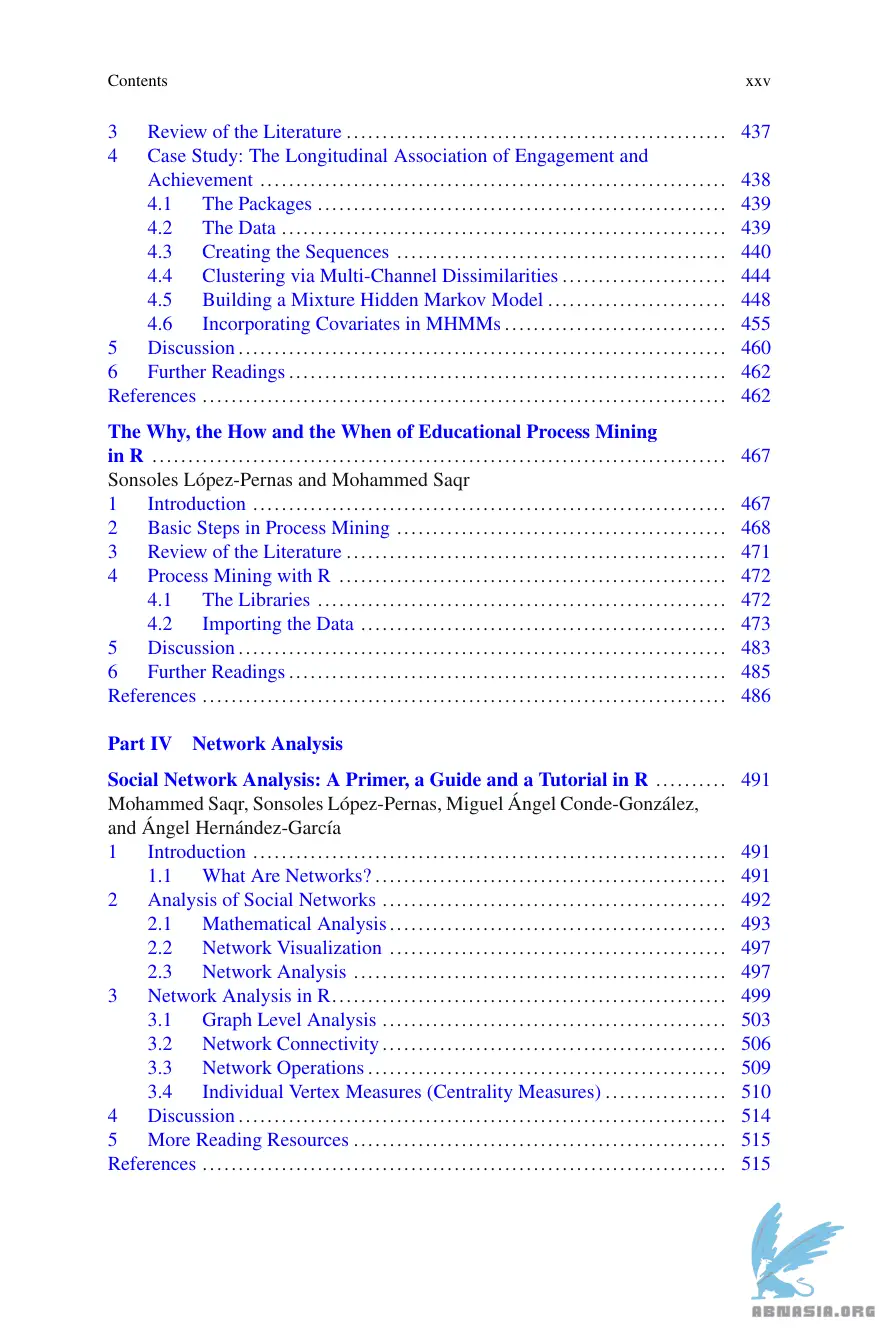 Contents xxv
3 Review of the Literature ..................................................... 437
4 Case Study: The Longitudinal Association of Engagement and
Achievement ................................................................. 438
4.1 The Packages ......................................................... 439
4.2 The Data .............................................................. 439
4.3 Creating the Sequences .............................................. 440
4.4 Clustering via Multi-Channel Dissimilarities ....................... 444
4.5 Building a Mixture Hidden Markov Model ......................... 448
4.6 Incorporating Covariates in MHMMs ............................... 455
5 Discussion .................................................................... 460
6 Further Readings ............................................................. 462
References ......................................................................... 462
The Why, the How and the When of Educational Process Mining
in R ................................................................................ 467
Sonsoles López-Pernas and Mohammed Saqr
1 Introduction .................................................................. 467
2 Basic Steps in Process Mining .............................................. 468
3 Review of the Literature ..................................................... 471
4 Process Mining with R ...................................................... 472
4.1 The Libraries ......................................................... 472
4.2 Importing the Data ................................................... 473
5 Discussion .................................................................... 483
6 Further Readings ............................................................. 485
References ......................................................................... 486
Part IV Network Analysis
Social Network Analysis: A Primer, a Guide and a Tutorial in R .......... 491
Mohammed Saqr, Sonsoles López-Pernas, Miguel Ángel Conde-González,
and Ángel Hernández-García
1 Introduction .................................................................. 491
1.1 What Are Networks? ................................................. 491
2 Analysis of Social Networks ................................................ 492
2.1 Mathematical Analysis ............................................... 493
2.2 Network Visualization ............................................... 497
2.3 Network Analysis .................................................... 497
3 Network Analysis in R....................................................... 499
3.1 Graph Level Analysis ................................................ 503
3.2 Network Connectivity ................................................ 506
3.3 Network Operations .................................................. 509
3.4 Individual Vertex Measures (Centrality Measures) ................. 510
4 Discussion .................................................................... 514
5 More Reading Resources .................................................... 515
References ......................................................................... 515
ABNASIA.ORG